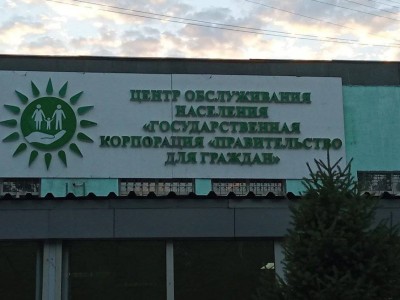 ЦЕНТР ОБСЛУЖИВАНИЯ
НАСЕЛЕНИЯ
«ГОСУДАРСТВЕННАЯ
КОРПОРАЦИЯ «ПРАВИТЕЛЬСТВО
ДЛЯ ГРАЖДАН»